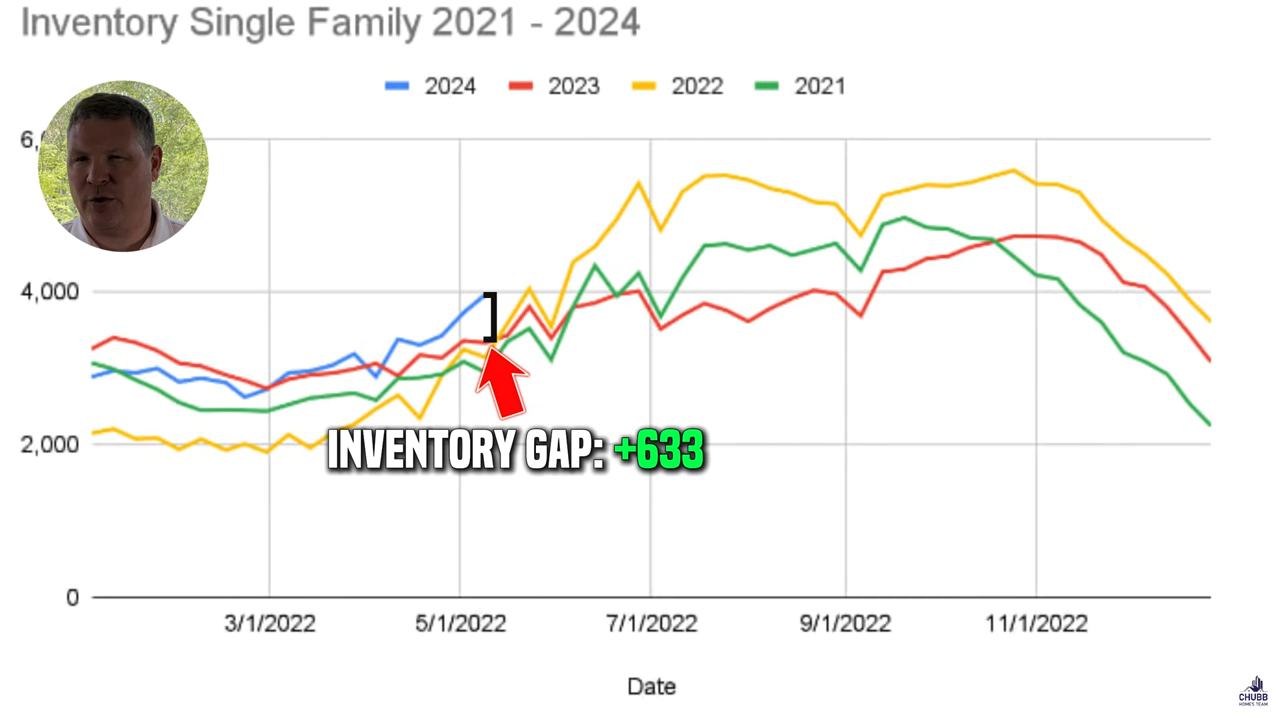 Inventory Single Family 2021 - 2024
2024 2023 2022 2021
6,
4,000
2,000
0
INVENTORY GAP: +633
3/1/2022 5/1/2022 7/1/2022 9/1/2022 11/1/2022
Date
CHUBB
HOMES TEAM